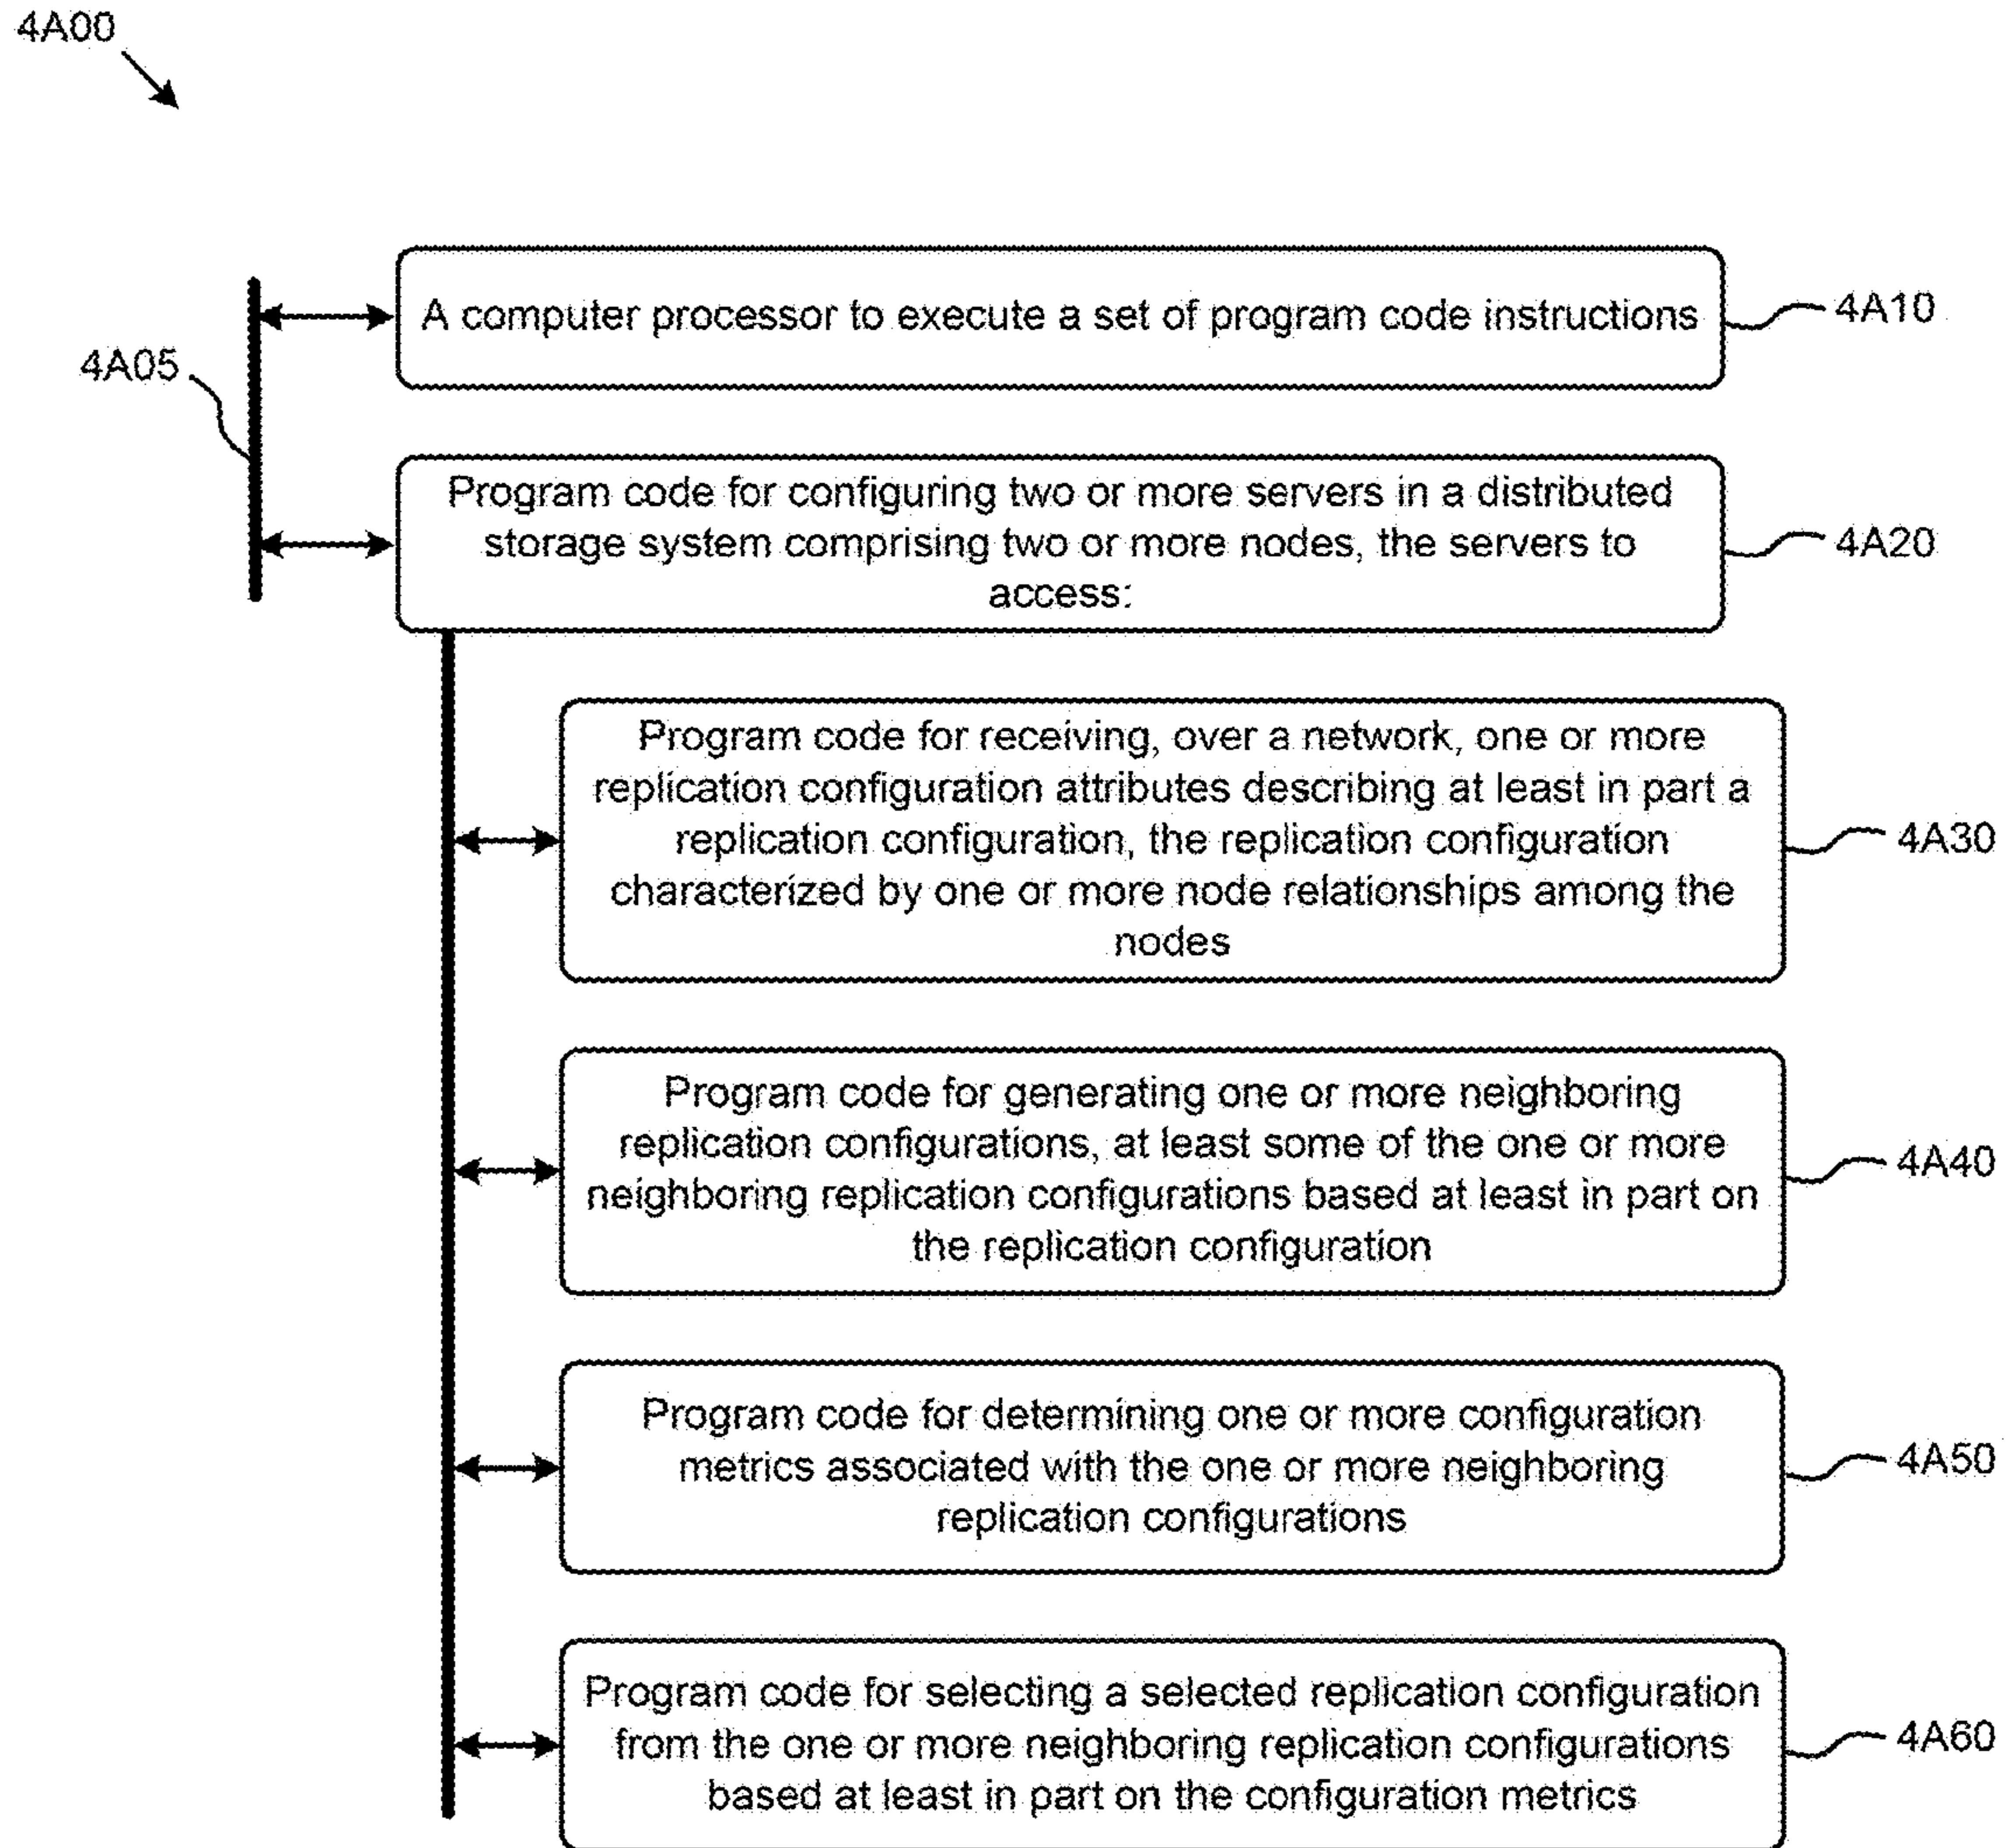 4A00
A computer processor to execute a set of program code instructions
4A10
4A05
Program code for configuring two or more servers in a distributed
storage system comprising two or more nodes, the servers to
access:
4A20
Program code for receiving, over a network, one or more
replication configuration attributes describing at least in part a
replication configuration, the replication configuration
characterized by one or more node relationships among the
nodes
4A30
Program code for generating one or more neighboring
replication configurations, at least some of the one or more
neighboring replication configurations based at least in part on
the replication configuration
4A40
Program code for determining one or more configuration
metrics associated with the one or more neighboring
replication configurations
4A50
Program code for selecting a selected replication configuration
from the one or more neighboring replication configurations
based at least in part on the configuration metrics
4A60